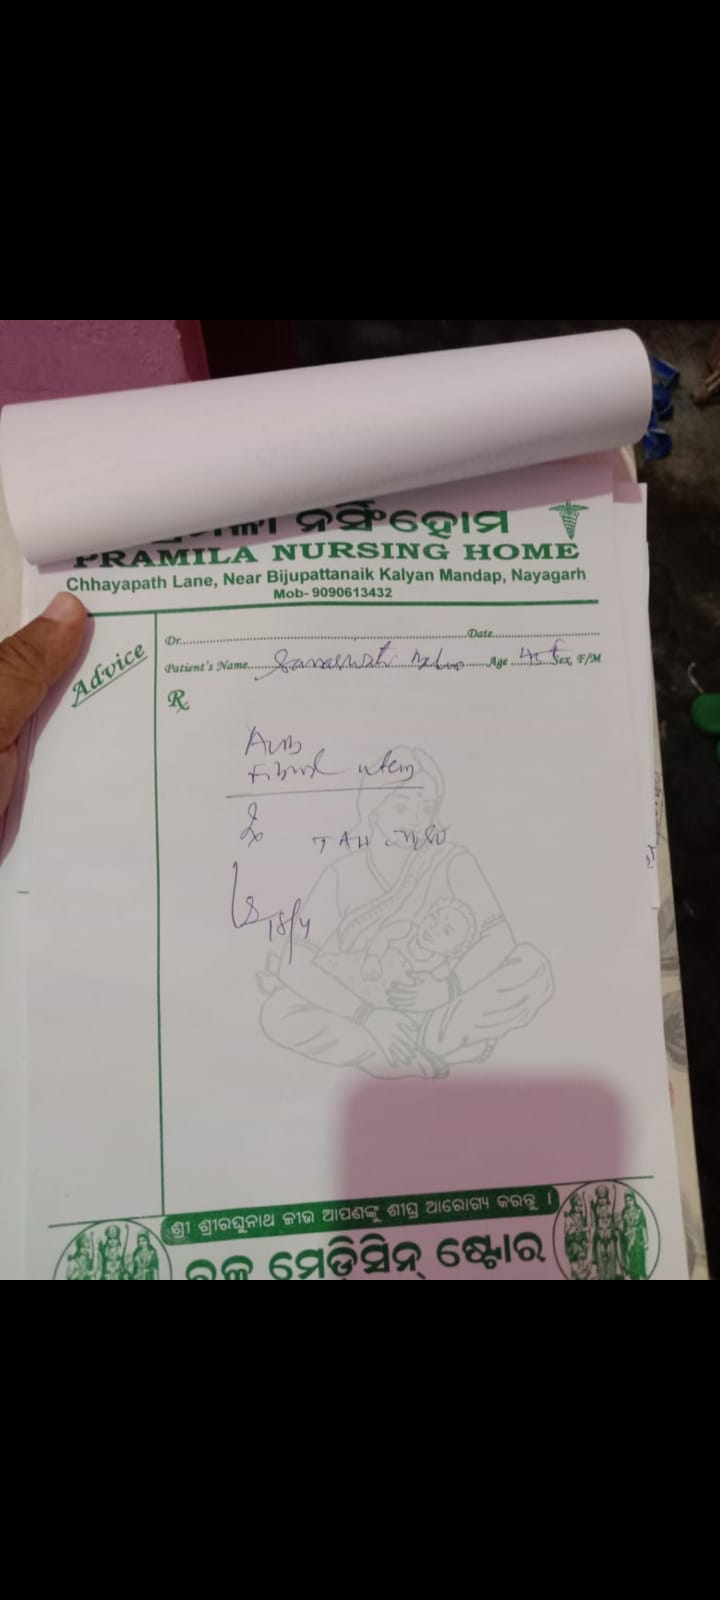 ନର୍ସିଂହୋମ
PRAMILA NURSING HOME
Chhayapath Lane, Near Bijupattanaik Kalyan Mandap, Nayagarh
Mob- 9090613432
Advice
Dr. Date
Patient's Name Age 45 Sex, F/M
Rx
AUB
Fibroid uterus
TAH
18/4
ଶ୍ରୀ ଶ୍ରୀରଘୁନାଥ ଜୀଉ ଆପଣଙ୍କୁ ଶୀଘ୍ର ଆରୋଗ୍ୟ କରନ୍ତୁ ।
ମେଡ଼ିସିନ୍ ଷ୍ଟୋର